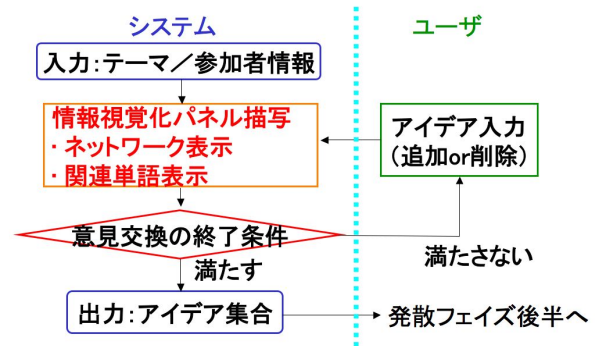 システム
ユーザ
入力:テーマ/参加者情報
情報視覚化パネル描写
・ネットワーク表示
・関連単語表示
アイデア入力
(追加or削除)
意見交換の終了条件
満たさない
満たす
出力:アイデア集合
発散フェイズ後半へ